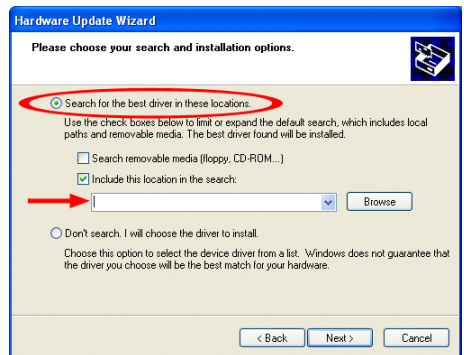 Hardware Update Wizard
Please choose your search and installation options.
Search for the best driver in these locations.
Use the check boxes below to limit or expand the default search, which includes local
paths and removable media. The best driver found will be installed.
Search removable media (floppy, CD-ROM...)
Include this location in the search:
Browse
Don't search. I will choose the driver to install.
Choose this option to select the device driver from a list. Windows does not guarantee that
the driver you choose will be the best match for your hardware.
< Back Next > Cancel